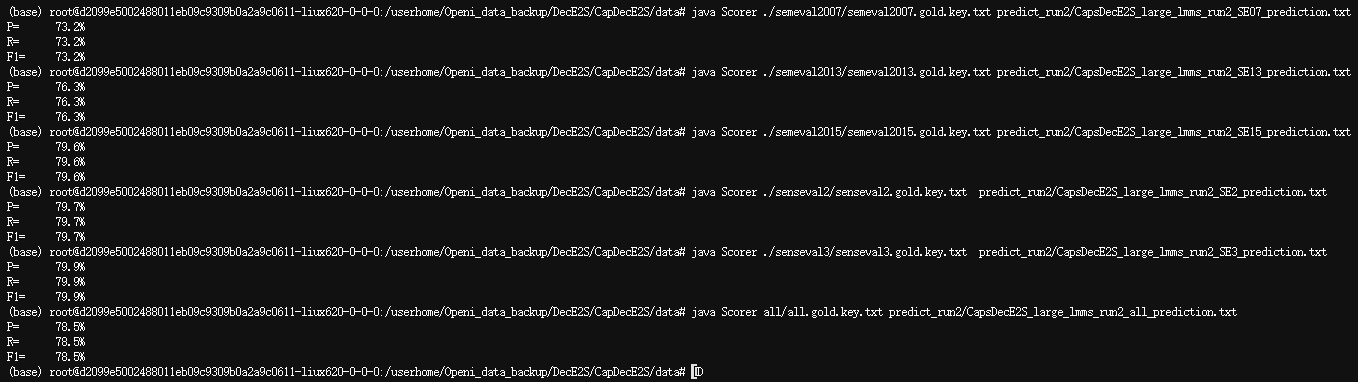 (base) root@d2099e5002488011eb09c9309b0a2a9c0611-liux620-0-0-0:/userhome/Openi_data_backup/DecE2S/CapDecE2S/data# java Scorer ./semeval2007/semeval2007.gold.key.txt predict_run2/CapsDecE2S_large_lmms_run2_SE07_prediction.txt
P= 73.2%
R= 73.2%
F1= 73.2%
(base) root@d2099e5002488011eb09c9309b0a2a9c0611-liux620-0-0-0:/userhome/Openi_data_backup/DecE2S/CapDecE2S/data# java Scorer ./semeval2013/semeval2013.gold.key.txt predict_run2/CapsDecE2S_large_lmms_run2_SE13_prediction.txt
P= 76.3%
R= 76.3%
F1= 76.3%
(base) root@d2099e5002488011eb09c9309b0a2a9c0611-liux620-0-0-0:/userhome/Openi_data_backup/DecE2S/CapDecE2S/data# java Scorer ./semeval2015/semeval2015.gold.key.txt predict_run2/CapsDecE2S_large_lmms_run2_SE15_prediction.txt
P= 79.6%
R= 79.6%
F1= 79.6%
(base) root@d2099e5002488011eb09c9309b0a2a9c0611-liux620-0-0-0:/userhome/Openi_data_backup/DecE2S/CapDecE2S/data# java Scorer ./senseval2/senseval2.gold.key.txt  predict_run2/CapsDecE2S_large_lmms_run2_SE2_prediction.txt
P= 79.7%
R= 79.7%
F1= 79.7%
(base) root@d2099e5002488011eb09c9309b0a2a9c0611-liux620-0-0-0:/userhome/Openi_data_backup/DecE2S/CapDecE2S/data# java Scorer ./senseval3/senseval3.gold.key.txt  predict_run2/CapsDecE2S_large_lmms_run2_SE3_prediction.txt
P= 79.9%
R= 79.9%
F1= 79.9%
(base) root@d2099e5002488011eb09c9309b0a2a9c0611-liux620-0-0-0:/userhome/Openi_data_backup/DecE2S/CapDecE2S/data# java Scorer all/all.gold.key.txt predict_run2/CapsDecE2S_large_lmms_run2_all_prediction.txt
P= 78.5%
R= 78.5%
F1= 78.5%
(base) root@d2099e5002488011eb09c9309b0a2a9c0611-liux620-0-0-0:/userhome/Openi_data_backup/DecE2S/CapDecE2S/data#